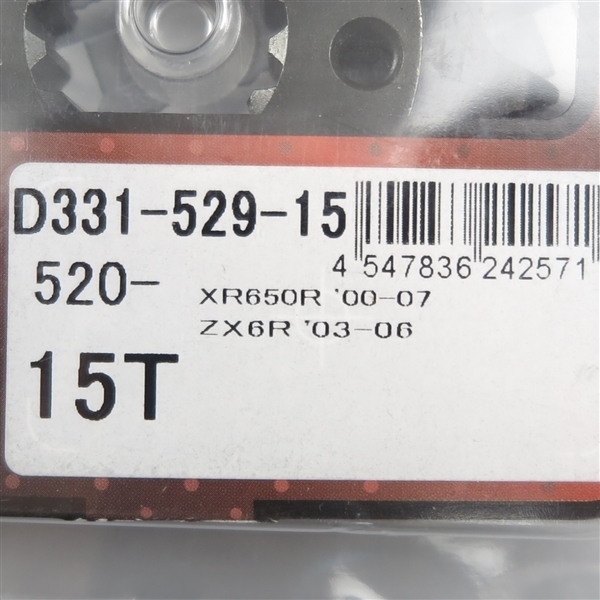 D331-529-15
4 547836 242571
520-
XR650R '00-07
ZX6R '03-06
15T